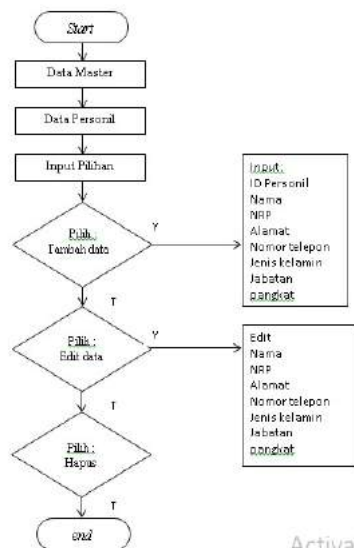 Start
Data Master
Data Personil
Input Pilihan
Pilih :
Tambah data
Y
Input :
ID Personil
Nama
NRP
Alamat
Nomor telepon
Jenis kelamin
Jabatan
pangkat
T
Pilih :
Edit data
Y
Edit
Nama
NRP
Alamat
Nomor telepon
Jenis kelamin
Jabatan
pangkat
T
Pilih :
Hapus
T
end
Activa